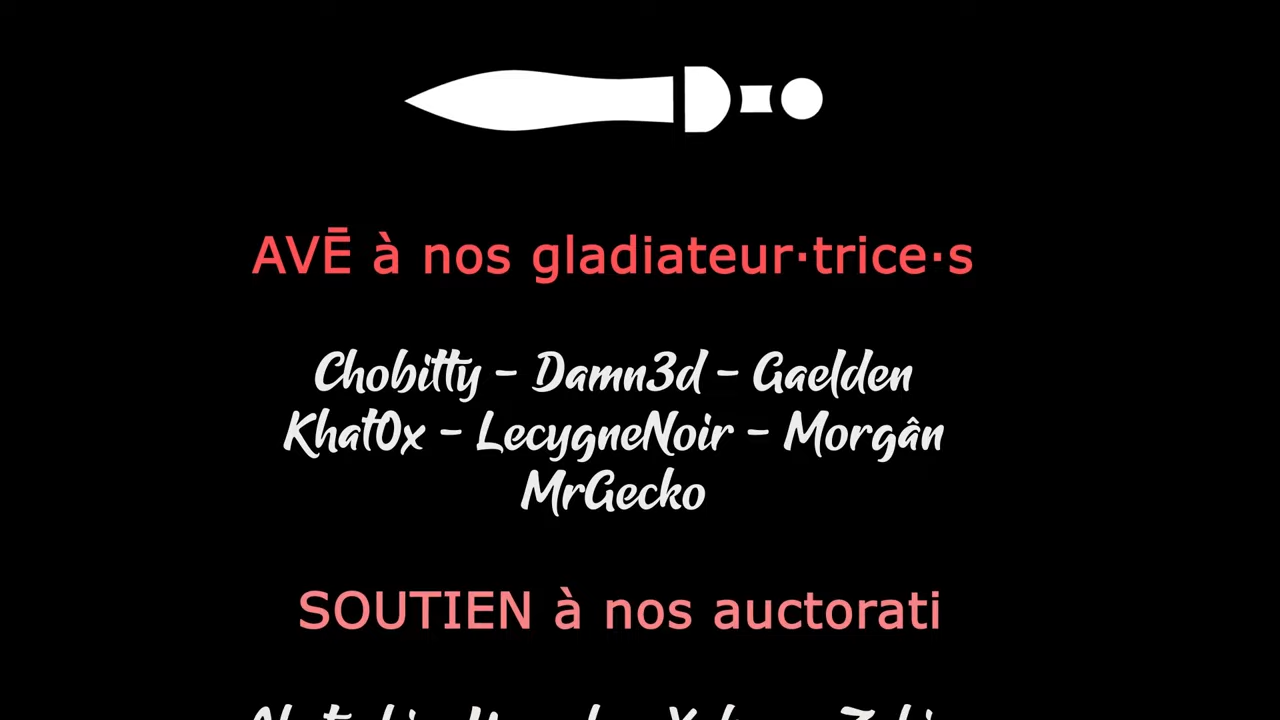 AVĒ à nos gladiateur·trice·s
Chobitty - Damn3d - Gaelden
Khat0x - LecygneNoir - Morgân
MrGecko
SOUTIEN à nos auctorati